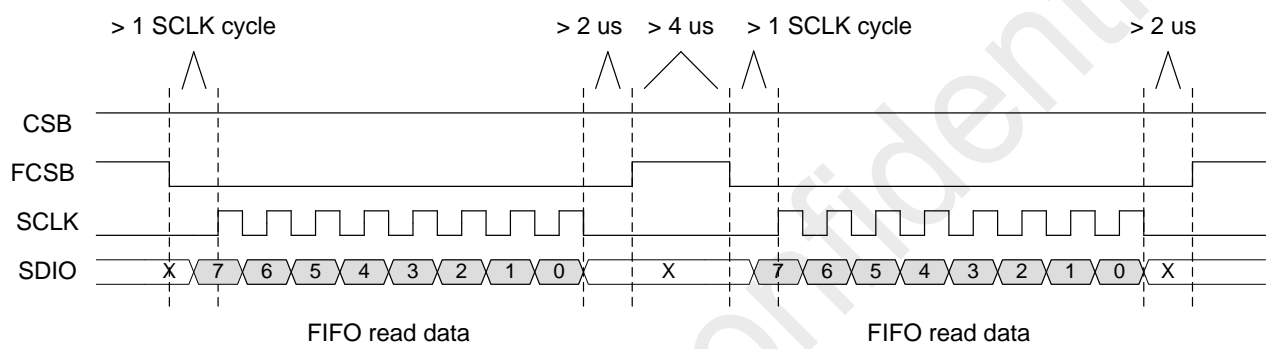 > 1 SCLK cycle > 2 us > 4 us > 1 SCLK cycle > 2 us
CSB
FCSB
SCLK
SDIO X 7 6 5 4 3 2 1 0 X 7 6 5 4 3 2 1 0 X
FIFO read data FIFO read data
onfidenti